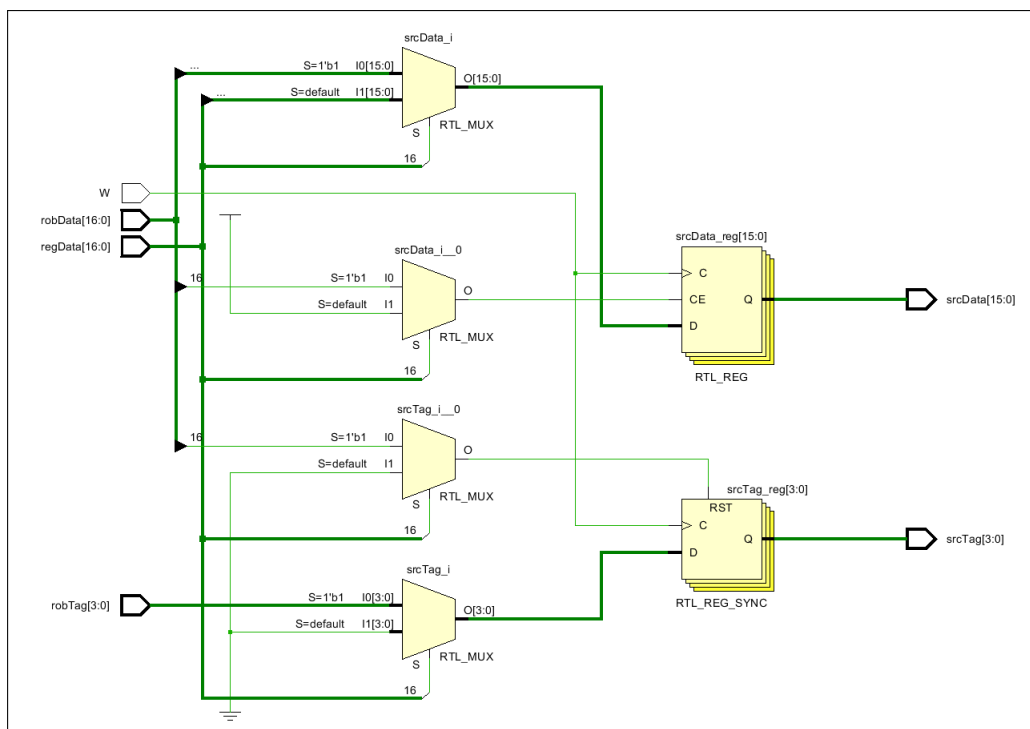 srcData_i
...
S=1'b1 I0[15:0]
O[15:0]
...
S=default I1[15:0]
S
RTL_MUX
16
W
robData[16:0]
regData[16:0]
srcData_i__0
16
S=1'b1 I0
O
S=default I1
S
RTL_MUX
16
srcData_reg[15:0]
C
CE
Q
D
RTL_REG
srcData[15:0]
srcTag_i__0
16
S=1'b1 I0
O
S=default I1
S
RTL_MUX
16
srcTag_reg[3:0]
RST
C
D
Q
RTL_REG_SYNC
srcTag[3:0]
srcTag_i
robTag[3:0]
S=1'b1 I0[3:0]
O[3:0]
S=default I1[3:0]
S
RTL_MUX
16